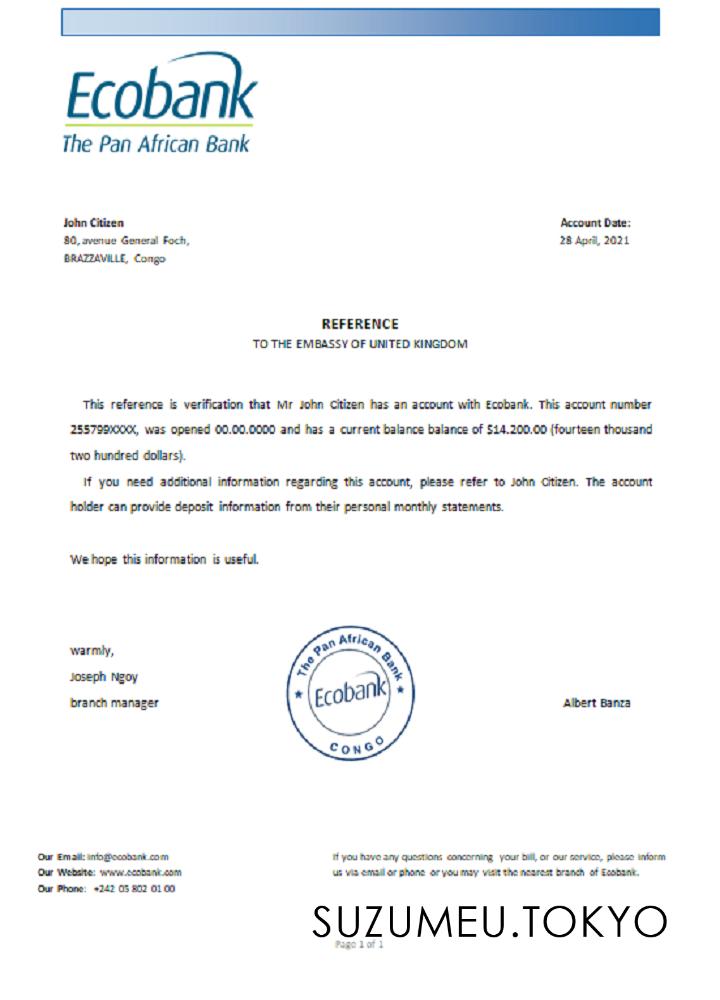 Ecobank
The Pan African Bank
John Citizen
80, avenue General Foch,
BRAZZAVILLE, Congo
Account Date:
28 April, 2021
REFERENCE
TO THE EMBASSY OF UNITED KINGDOM
This reference is verification that Mr John Citizen has an account with Ecobank. This account number
255799XXXX, was opened 00.00.0000 and has a current balance balance of $14.200.00 (fourteen thousand
two hundred dollars).
If you need additional information regarding this account, please refer to John Citizen. The account
holder can provide deposit information from their personal monthly statements.
We hope this information is useful.
warmly,
Joseph Ngoy
branch manager
The Pan African Bank
Ecobank
CONGO
Albert Banza
Our Email: info@ecobank.com
Our Website: www.ecobank.com
Our Phone: +242 05 802 01 00
If you have any questions concerning your bill, or our service, please inform
us via email or phone or you may visit the nearest branch of Ecobank.
SUZUMEU.TOKYO
Page 1 of 1